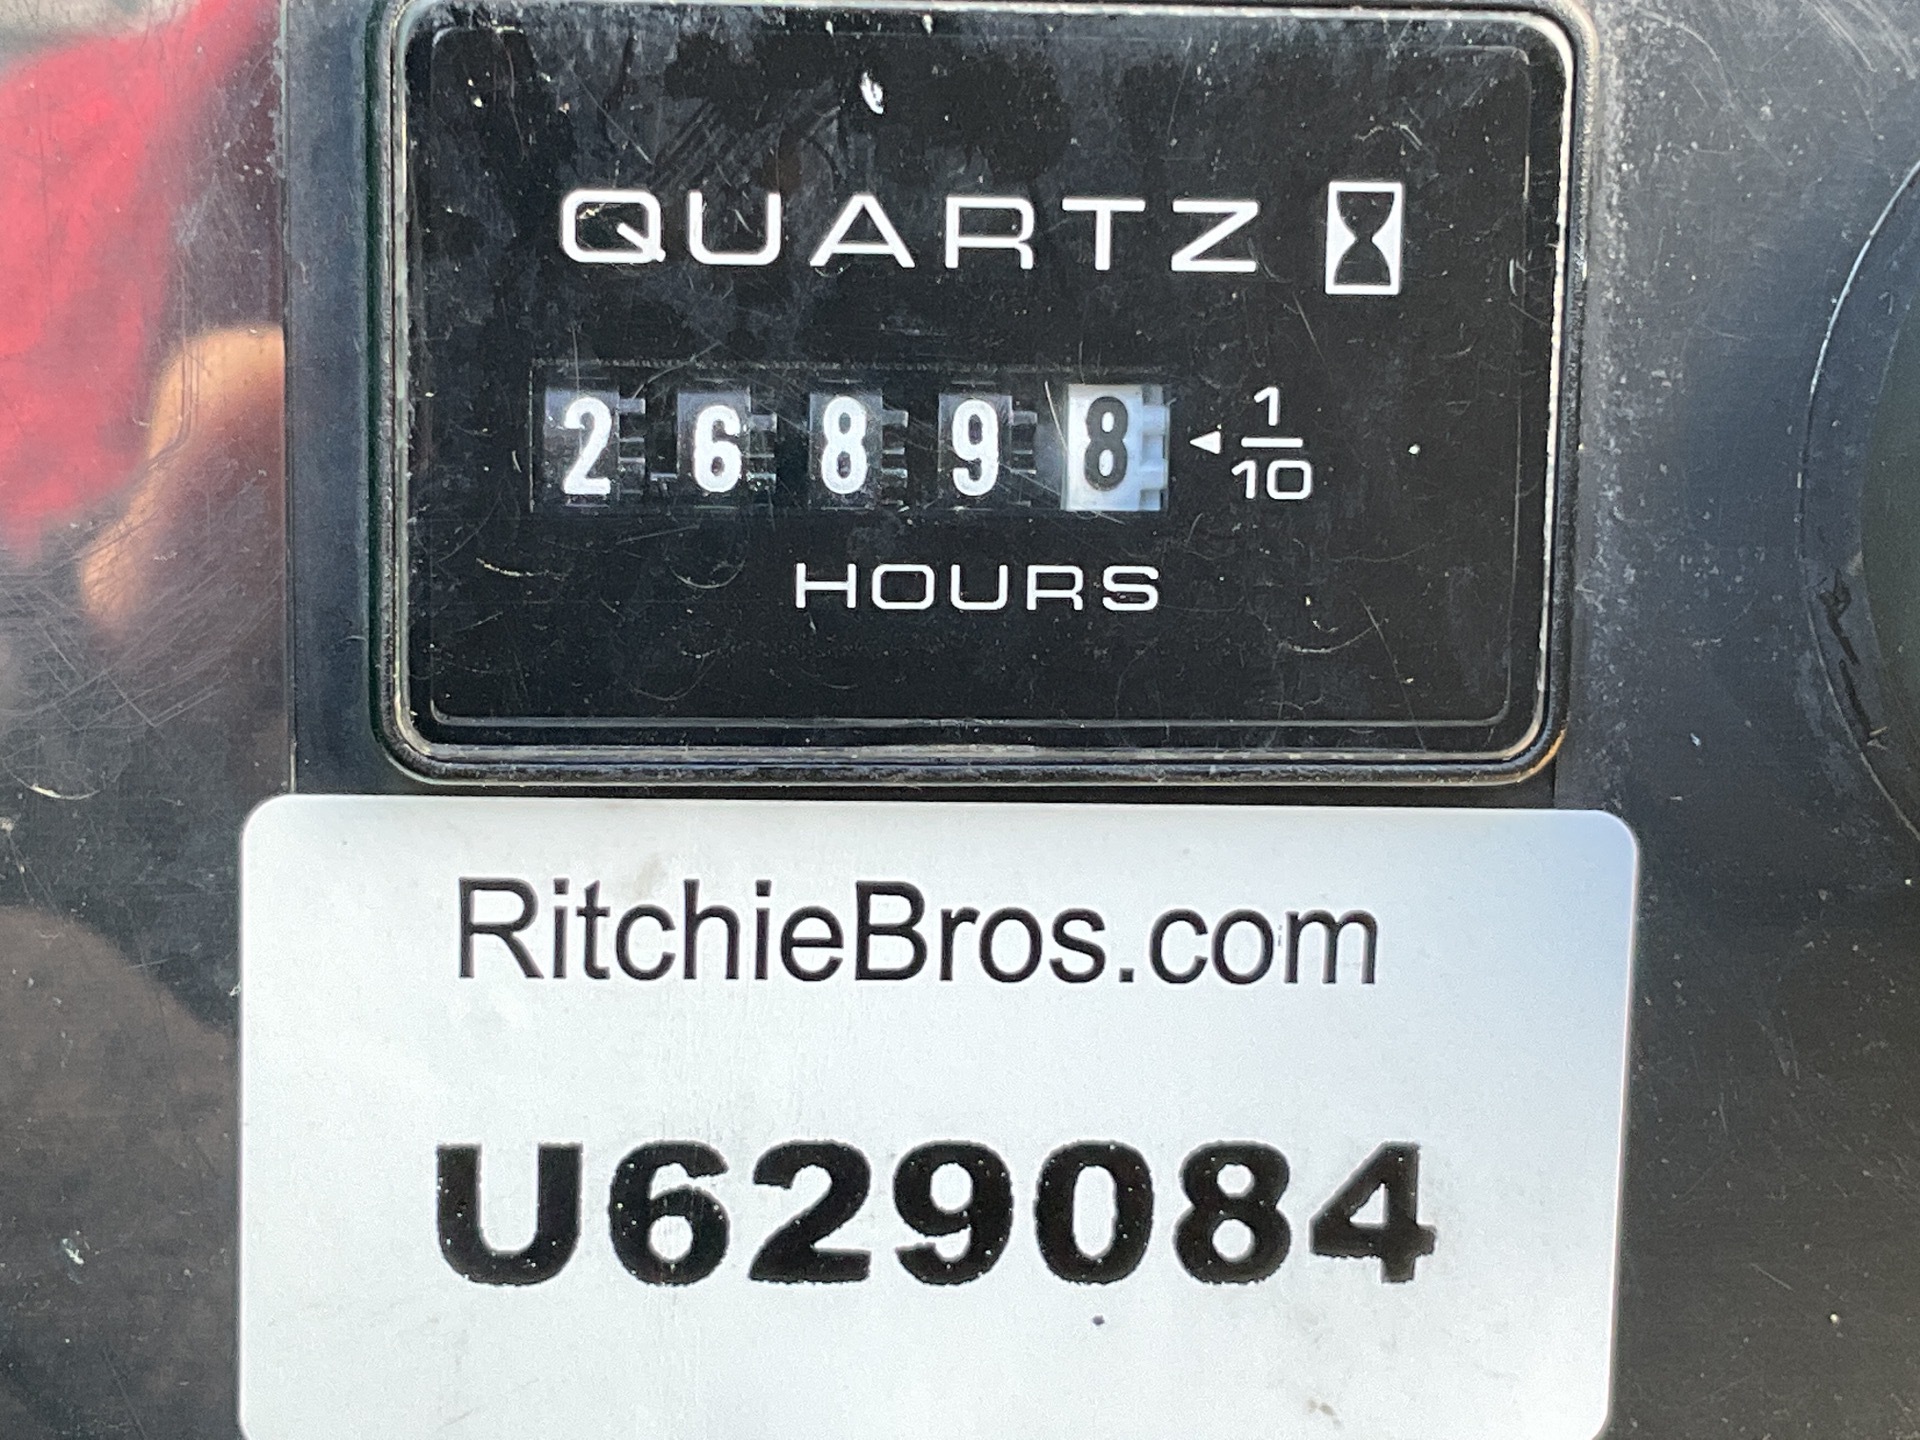 QUARTZ
26898 1/10
HOURS
RitchieBros.com
U629084